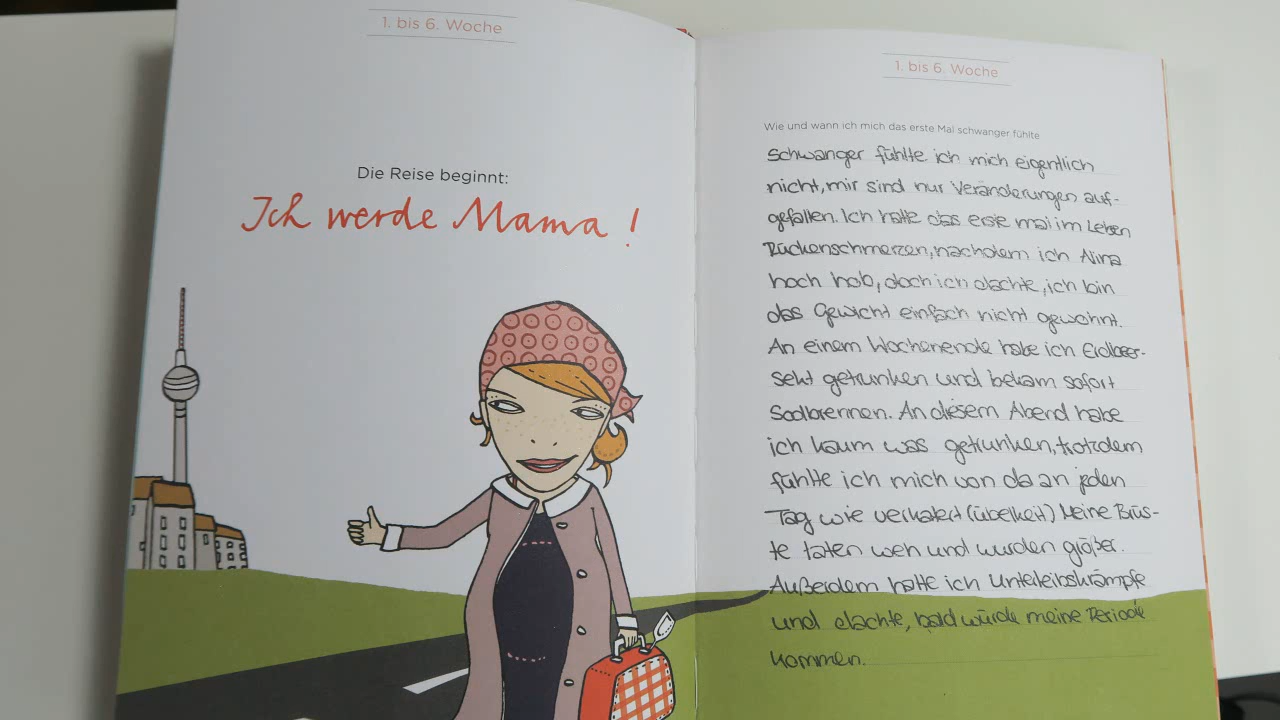 1. bis 6. Woche
Die Reise beginnt:
Ich werde Mama!
1. bis 6. Woche
Wie und wann ich mich das erste Mal schwanger fühlte
Schwanger fühlte ich mich eigentlich
nicht, mir sind nur Veränderungen auf-
gefallen. Ich hatte das erste mal im Leben
Rückenschmerzen, nachdem ich Nina
hoch hob, doch ich dachte, ich bin
das Gewicht einfach nicht gewohnt.
An einem Wochenende habe ich Erdbeer-
sekt getrunken und bekam sofort
Sodbrennen. An diesem Abend habe
ich kaum was getrunken, trotzdem
fühlte ich mich von da an jeden
Tag wie verkatert (übelkeit) Meine Brüs-
te taten weh und wurden größer.
Außerdem hatte ich Unterleibskrämpfe
und dachte, bald würde meine Periode
kommen.